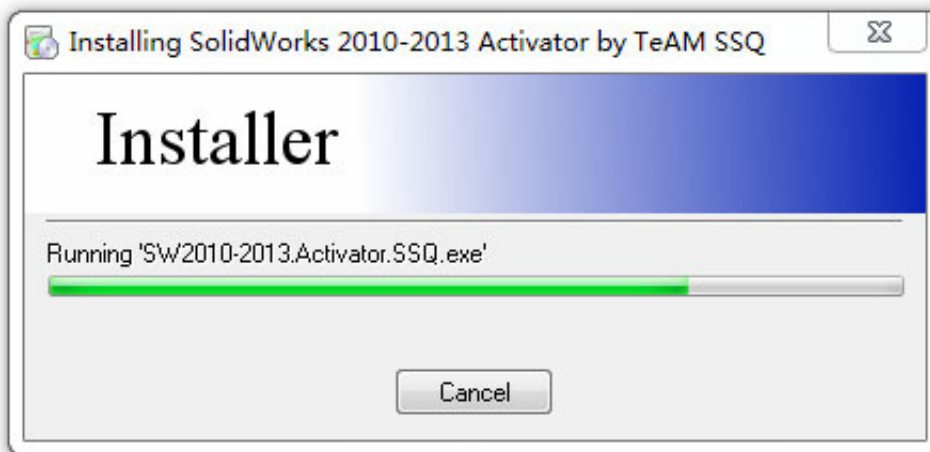 Installing SolidWorks 2010-2013 Activator by TeAM SSQ
Installer
Running 'SW2010-2013.Activator.SSQ.exe'
Cancel